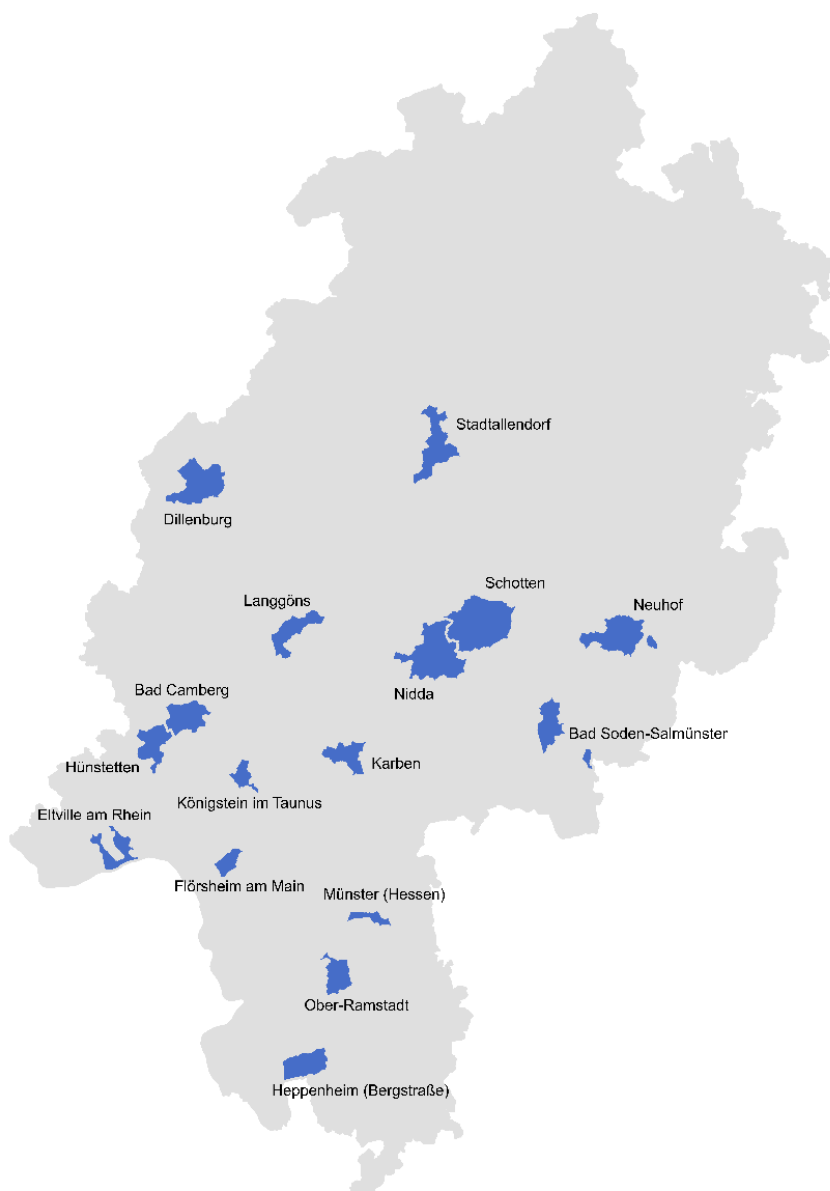 Stadtallendorf
Dillenburg
Schotten
Langgöns
Neuhof
Bad Camberg
Nidda
Bad Soden-Salmünster
Hünstetten
Karben
Königstein im Taunus
Eltville am Rhein
Flörsheim am Main
Münster (Hessen)
Ober-Ramstadt
Heppenheim (Bergstraße)